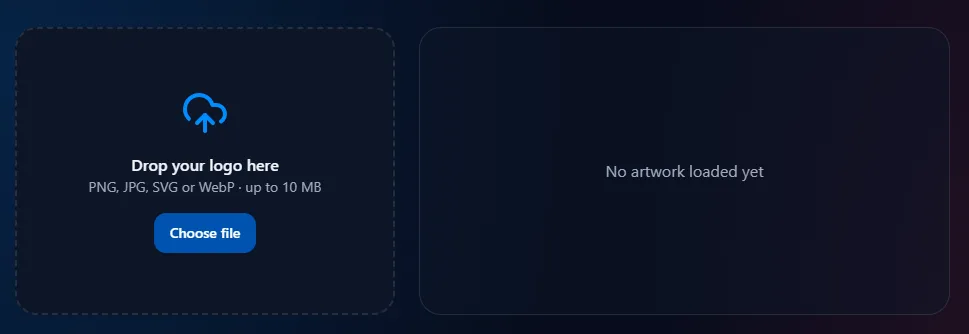 Drop your logo here
PNG, JPG, SVG or WebP · up to 10 MB
Choose file
No artwork loaded yet